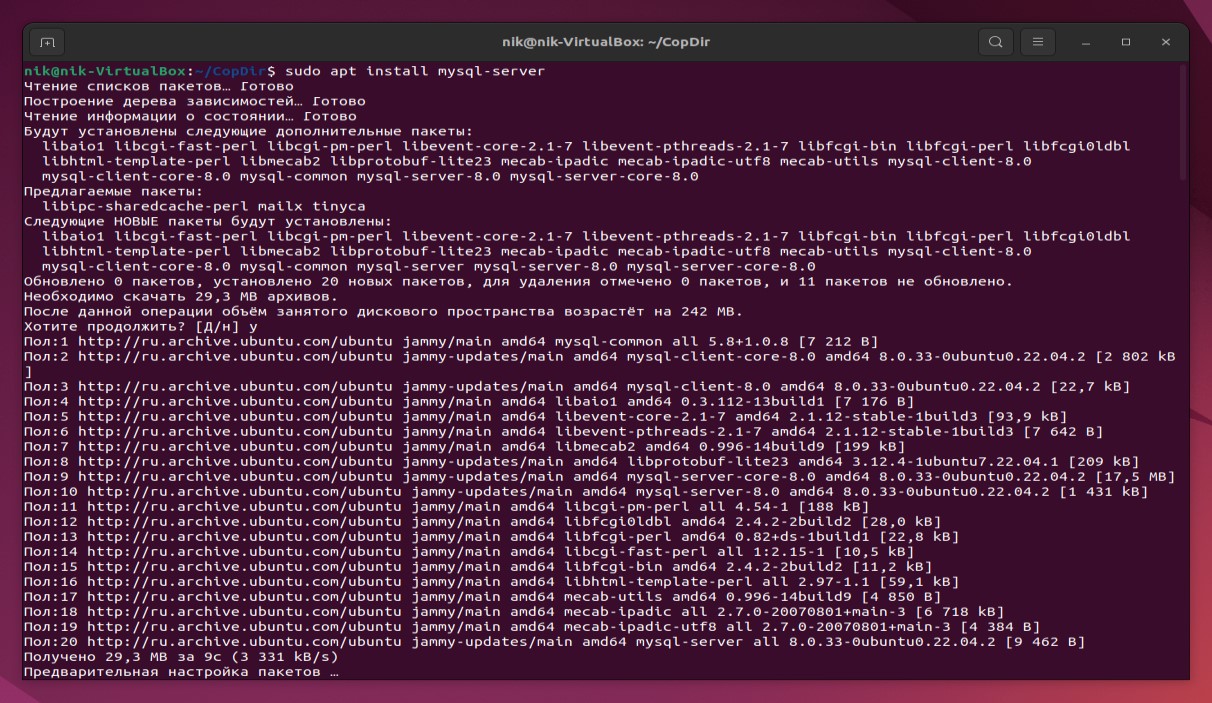 nik@nik-VirtualBox: ~/CopDir
nik@nik-VirtualBox:~/CopDir$ sudo apt install mysql-server
Чтение списков пакетов… Готово
Построение дерева зависимостей… Готово
Чтение информации о состоянии… Готово
Будут установлены следующие дополнительные пакеты:
  libaio1 libcgi-fast-perl libcgi-pm-perl libevent-core-2.1-7 libevent-pthreads-2.1-7 libfcgi-bin libfcgi-perl libfcgi0ldbl
  libhtml-template-perl libmecab2 libprotobuf-lite23 mecab-ipadic mecab-ipadic-utf8 mecab-utils mysql-client-8.0
  mysql-client-core-8.0 mysql-common mysql-server-8.0 mysql-server-core-8.0
Предлагаемые пакеты:
  libipc-sharedcache-perl mailx tinyca
Следующие НОВЫЕ пакеты будут установлены:
  libaio1 libcgi-fast-perl libcgi-pm-perl libevent-core-2.1-7 libevent-pthreads-2.1-7 libfcgi-bin libfcgi-perl libfcgi0ldbl
  libhtml-template-perl libmecab2 libprotobuf-lite23 mecab-ipadic mecab-ipadic-utf8 mecab-utils mysql-client-8.0
  mysql-client-core-8.0 mysql-common mysql-server mysql-server-8.0 mysql-server-core-8.0
Обновлено 0 пакетов, установлено 20 новых пакетов, для удаления отмечено 0 пакетов, и 11 пакетов не обновлено.
Необходимо скачать 29,3 MB архивов.
После данной операции объём занятого дискового пространства возрастёт на 242 MB.
Хотите продолжить? [Д/н] y
Пол:1 http://ru.archive.ubuntu.com/ubuntu jammy/main amd64 mysql-common all 5.8+1.0.8 [7 212 B]
Пол:2 http://ru.archive.ubuntu.com/ubuntu jammy-updates/main amd64 mysql-client-core-8.0 amd64 8.0.33-0ubuntu0.22.04.2 [2 802 kB
]
Пол:3 http://ru.archive.ubuntu.com/ubuntu jammy-updates/main amd64 mysql-client-8.0 amd64 8.0.33-0ubuntu0.22.04.2 [22,7 kB]
Пол:4 http://ru.archive.ubuntu.com/ubuntu jammy/main amd64 libaio1 amd64 0.3.112-13build1 [7 176 B]
Пол:5 http://ru.archive.ubuntu.com/ubuntu jammy/main amd64 libevent-core-2.1-7 amd64 2.1.12-stable-1build3 [93,9 kB]
Пол:6 http://ru.archive.ubuntu.com/ubuntu jammy/main amd64 libevent-pthreads-2.1-7 amd64 2.1.12-stable-1build3 [7 642 B]
Пол:7 http://ru.archive.ubuntu.com/ubuntu jammy/main amd64 libmecab2 amd64 0.996-14build9 [199 kB]
Пол:8 http://ru.archive.ubuntu.com/ubuntu jammy-updates/main amd64 libprotobuf-lite23 amd64 3.12.4-1ubuntu7.22.04.1 [209 kB]
Пол:9 http://ru.archive.ubuntu.com/ubuntu jammy-updates/main amd64 mysql-server-core-8.0 amd64 8.0.33-0ubuntu0.22.04.2 [17,5 MB]
Пол:10 http://ru.archive.ubuntu.com/ubuntu jammy-updates/main amd64 mysql-server-8.0 amd64 8.0.33-0ubuntu0.22.04.2 [1 431 kB]
Пол:11 http://ru.archive.ubuntu.com/ubuntu jammy/main amd64 libcgi-pm-perl all 4.54-1 [188 kB]
Пол:12 http://ru.archive.ubuntu.com/ubuntu jammy/main amd64 libfcgi0ldbl amd64 2.4.2-2build2 [28,0 kB]
Пол:13 http://ru.archive.ubuntu.com/ubuntu jammy/main amd64 libfcgi-perl amd64 0.82+ds-1build1 [22,8 kB]
Пол:14 http://ru.archive.ubuntu.com/ubuntu jammy/main amd64 libcgi-fast-perl all 1:2.15-1 [10,5 kB]
Пол:15 http://ru.archive.ubuntu.com/ubuntu jammy/main amd64 libfcgi-bin amd64 2.4.2-2build2 [11,2 kB]
Пол:16 http://ru.archive.ubuntu.com/ubuntu jammy/main amd64 libhtml-template-perl all 2.97-1.1 [59,1 kB]
Пол:17 http://ru.archive.ubuntu.com/ubuntu jammy/main amd64 mecab-utils amd64 0.996-14build9 [4 850 B]
Пол:18 http://ru.archive.ubuntu.com/ubuntu jammy/main amd64 mecab-ipadic all 2.7.0-20070801+main-3 [6 718 kB]
Пол:19 http://ru.archive.ubuntu.com/ubuntu jammy/main amd64 mecab-ipadic-utf8 all 2.7.0-20070801+main-3 [4 384 B]
Пол:20 http://ru.archive.ubuntu.com/ubuntu jammy-updates/main amd64 mysql-server all 8.0.33-0ubuntu0.22.04.2 [9 462 B]
Получено 29,3 MB за 9с (3 331 kB/s)
Предварительная настройка пакетов …